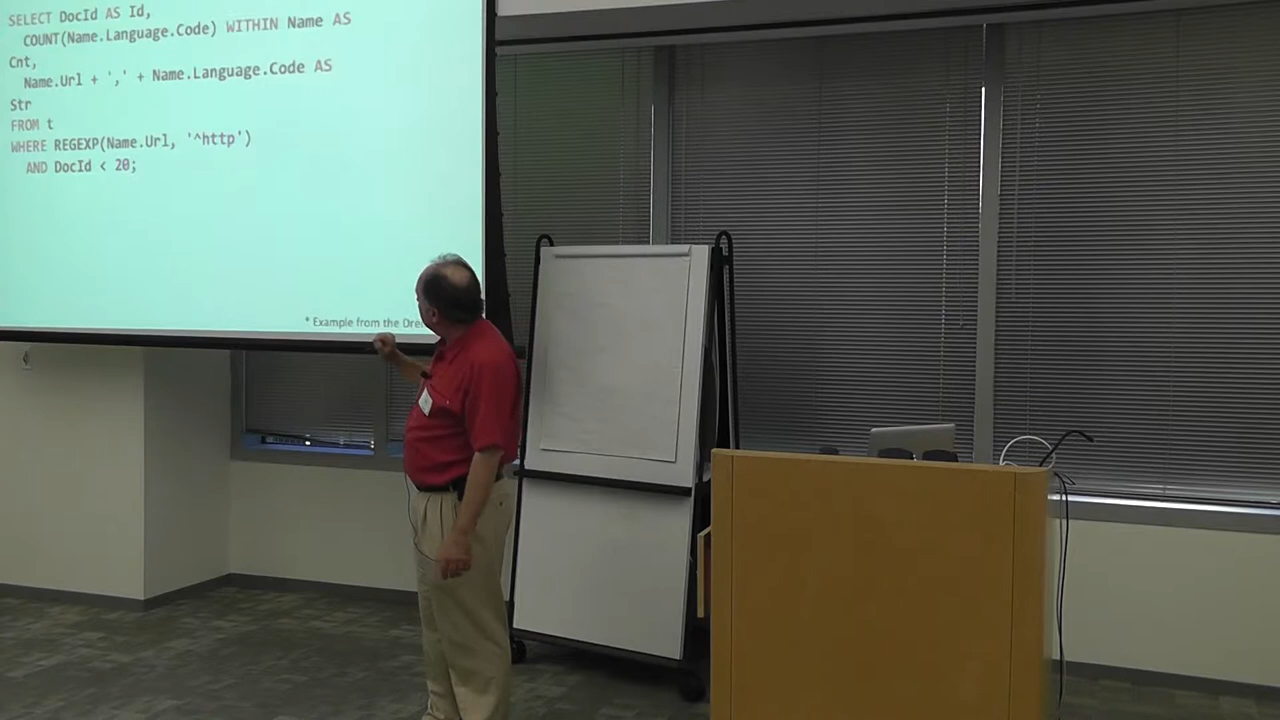 SELECT DocId AS Id,
COUNT(Name.Language.Code) WITHIN Name AS
Cnt,
Name.Url + ',' + Name.Language.Code AS
Str
FROM t
WHERE REGEXP(Name.Url, '^http')
AND DocId < 20;
* Example from the